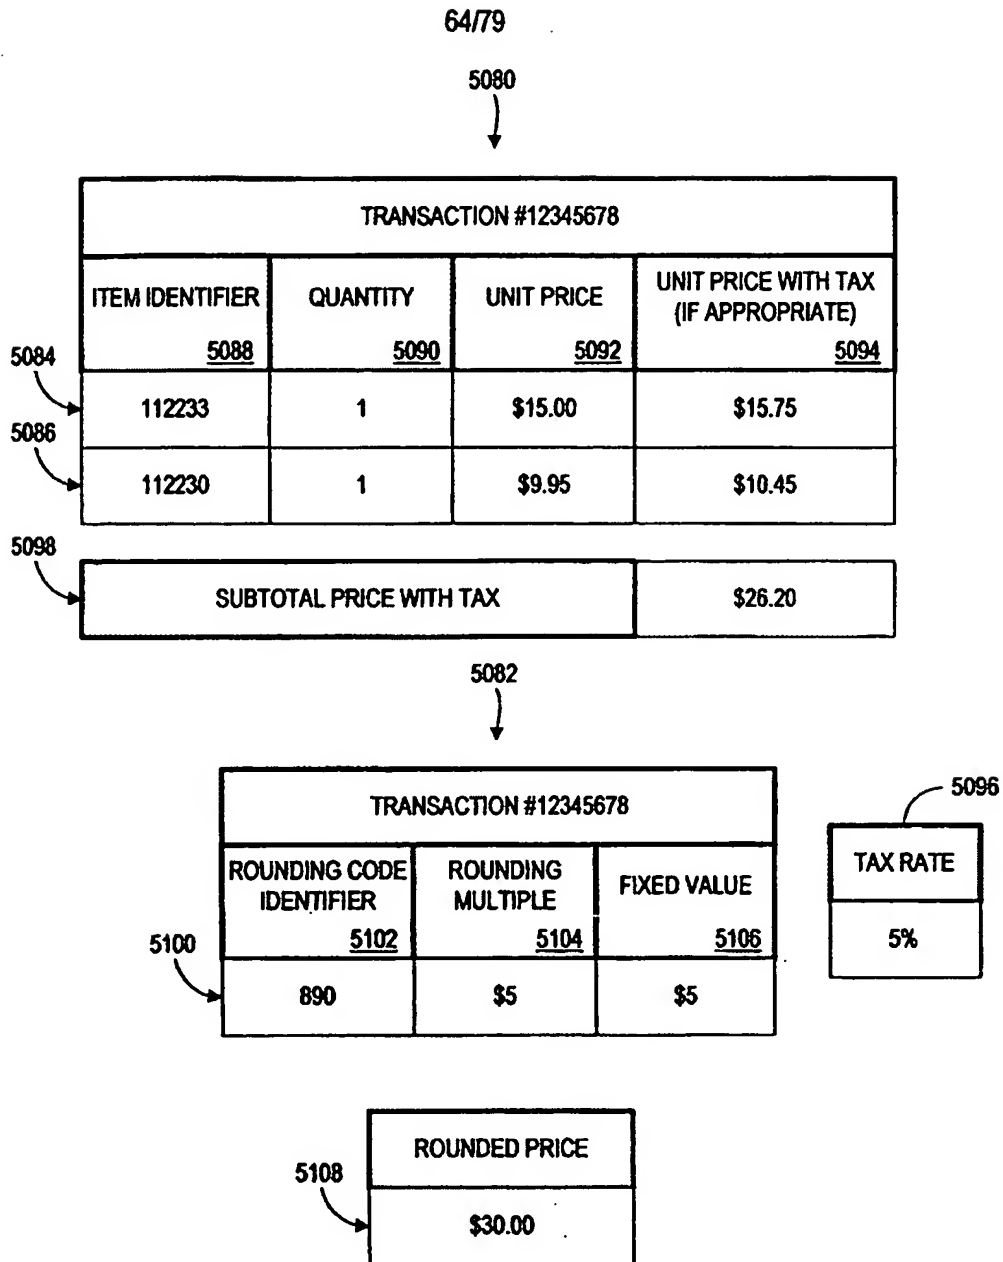 64/79
5080
TRANSACTION #12345678
ITEM IDENTIFIER 5088
QUANTITY 5090
UNIT PRICE 5092
UNIT PRICE WITH TAX
(IF APPROPRIATE) 5094
5084
112233 1 $15.00 $15.75
5086
112230 1 $9.95 $10.45
5098
SUBTOTAL PRICE WITH TAX $26.20
5082
TRANSACTION #12345678
ROUNDING CODE
IDENTIFIER
5102
ROUNDING
MULTIPLE
5104
FIXED VALUE
5106
5100
890 $5 $5
5096
TAX RATE
5%
ROUNDED PRICE
5108
$30.00